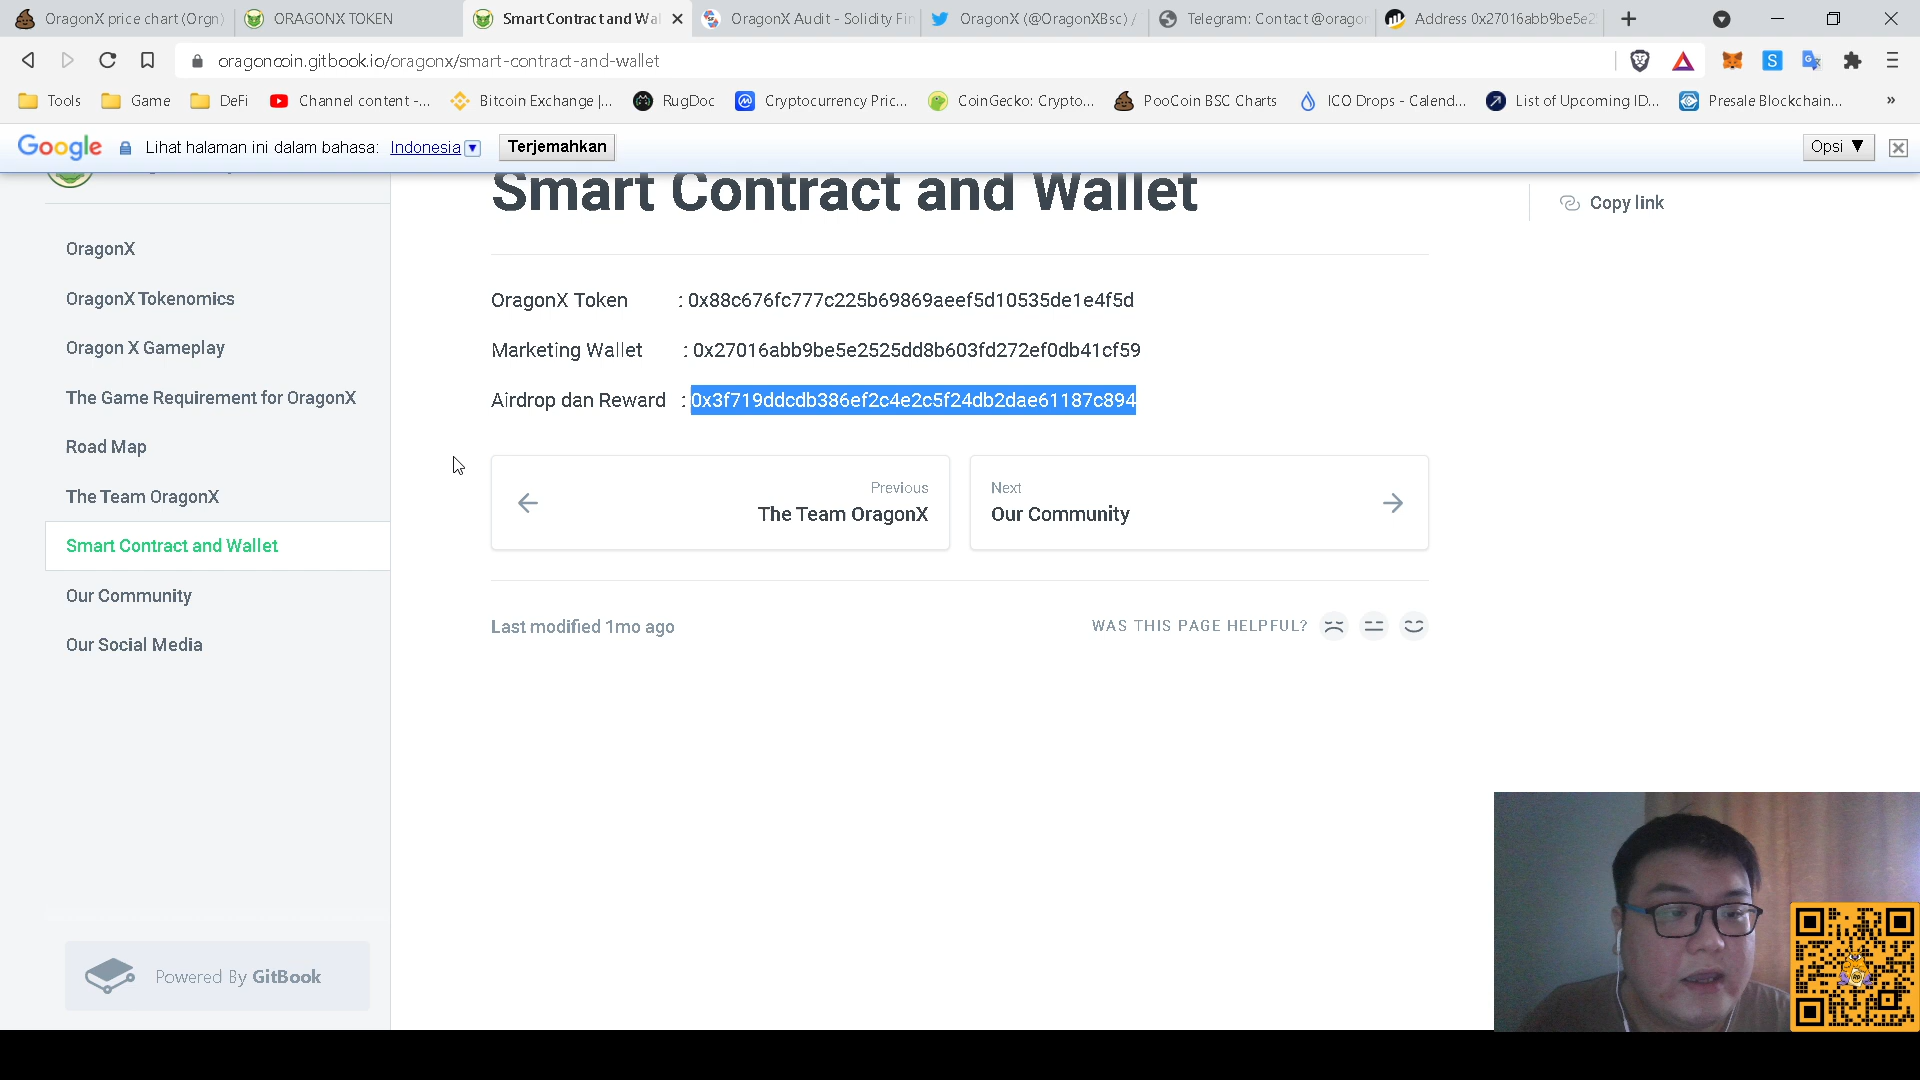 OragonX price chart (Orgn)
ORAGONX TOKEN
Smart Contract and Wal
OragonX Audit - Solidity Fin
OragonX (@OragonXBsc) /
Telegram: Contact @oragon
Address 0x27016abb9be5e2
oragoncoin.gitbook.io/oragonx/smart-contract-and-wallet
Tools
Game
DeFi
Channel content -...
Bitcoin Exchange |...
RugDoc
Cryptocurrency Pric...
CoinGecko: Crypto...
PooCoin BSC Charts
ICO Drops - Calend...
List of Upcoming ID...
Presale Blockchain...
»
Google
Lihat halaman ini dalam bahasa: Indonesia
Terjemahkan
Opsi ▼
Smart Contract and Wallet
Copy link
OragonX
OragonX Tokenomics
Oragon X Gameplay
The Game Requirement for OragonX
Road Map
The Team OragonX
Smart Contract and Wallet
Our Community
Our Social Media
OragonX Token : 0x88c676fc777c225b69869aeef5d10535de1e4f5d
Marketing Wallet : 0x27016abb9be5e2525dd8b603fd272ef0db41cf59
Airdrop dan Reward : 0x3f719ddcdb386ef2c4e2c5f24db2dae61187c894
Previous
The Team OragonX
Next
Our Community
Last modified 1mo ago
WAS THIS PAGE HELPFUL?
Powered By GitBook